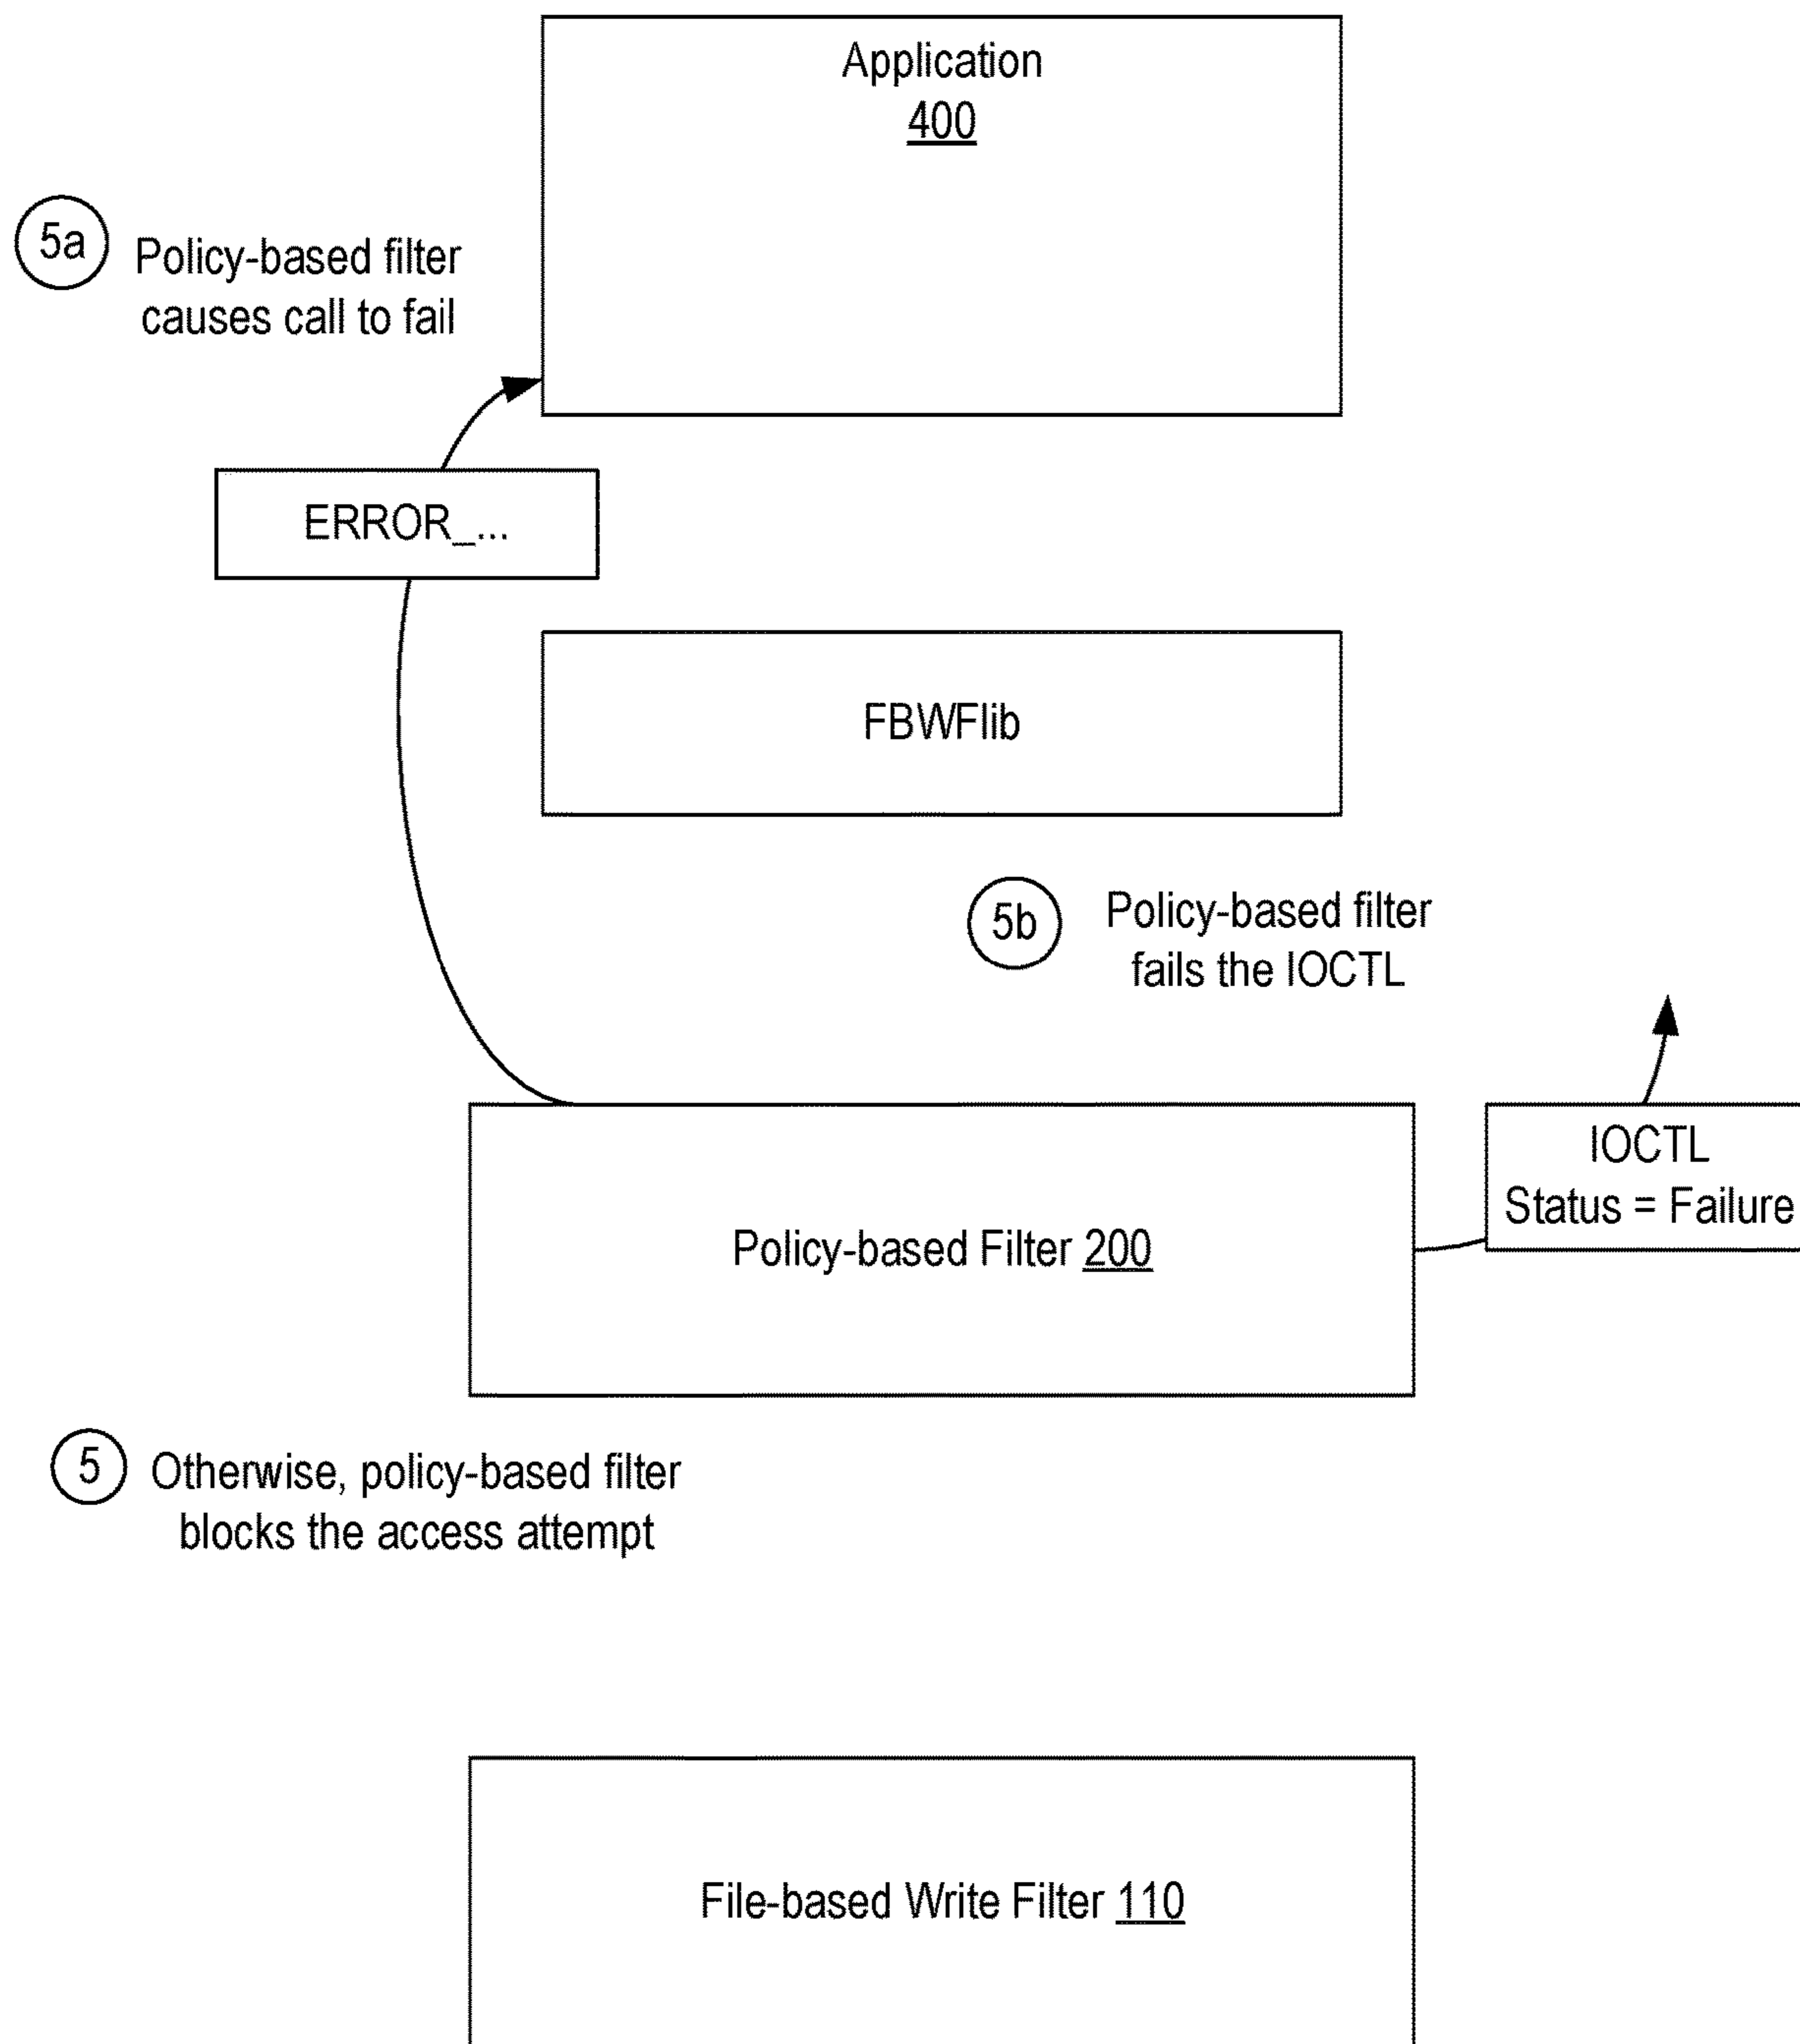 Application
400
5a
Policy-based filter
causes call to fail
ERROR_...
FBWFlib
5b
Policy-based filter
fails the IOCTL
IOCTL
Status = Failure
Policy-based Filter 200
5
Otherwise, policy-based filter
blocks the access attempt
File-based Write Filter 110